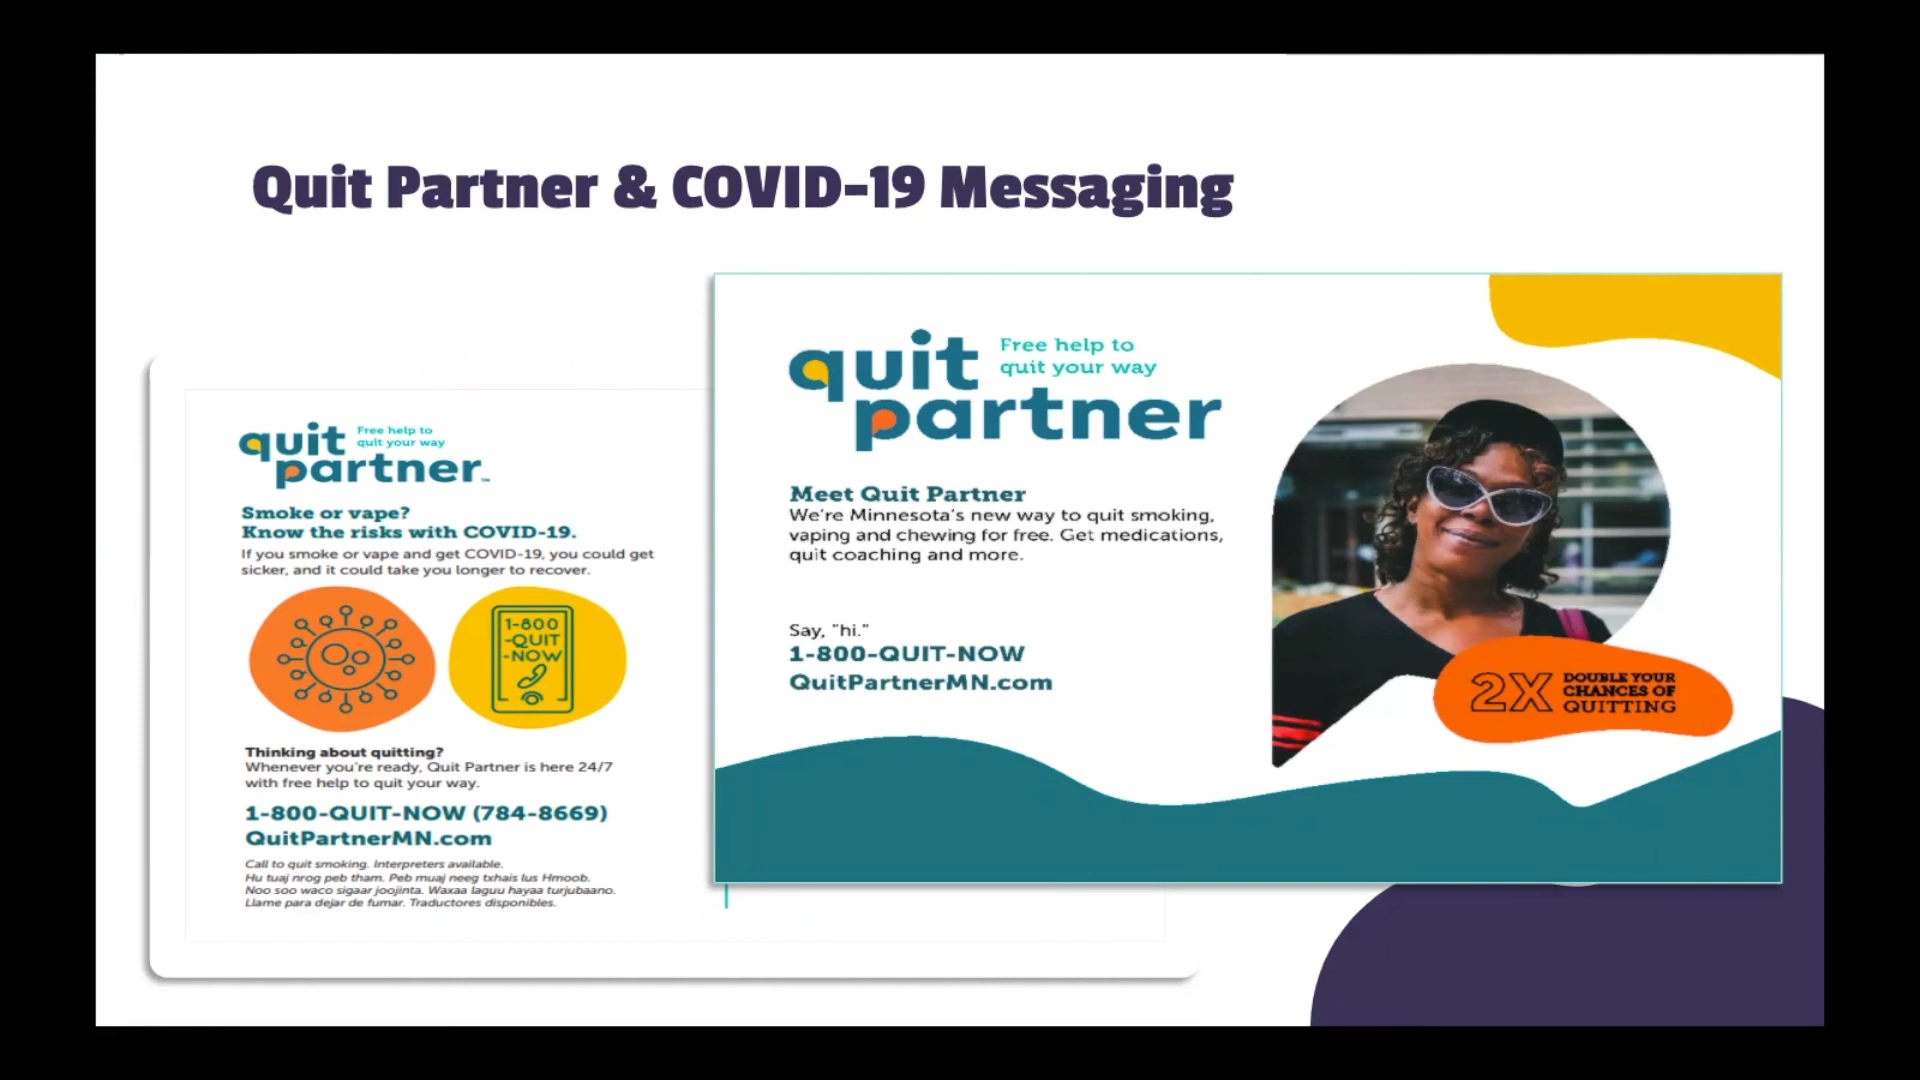 Quit Partner & COVID-19 Messaging
quit
partner™
Free help to
quit your way
Smoke or vape?
Know the risks with COVID-19.
If you smoke or vape and get COVID-19, you could get
sicker, and it could take you longer to recover.
1-800
-QUIT
-NOW
Thinking about quitting?
Whenever you're ready, Quit Partner is here 24/7
with free help to quit your way.
1-800-QUIT-NOW (784-8669)
QuitPartnerMN.com
Call to quit smoking. Interpreters available.
Hu tuaj nrog peb tham. Peb muaj neeg txhais lus Hmoob.
Noo soo waco sigaar joojinta. Waxaa laguu hayaa turjubaano.
Llame para dejar de fumar. Traductores disponibles.
quit
partner
Free help to
quit your way
Meet Quit Partner
We're Minnesota's new way to quit smoking,
vaping and chewing for free. Get medications,
quit coaching and more.
Say, "hi."
1-800-QUIT-NOW
QuitPartnerMN.com
2X
DOUBLE YOUR
CHANCES OF
QUITTING